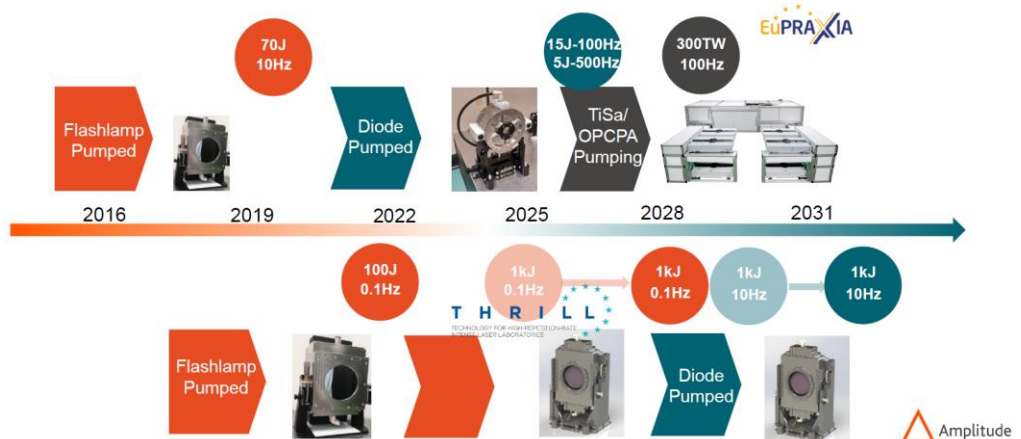 EuPRAXIA
70J
10Hz
15J-100Hz
5J-500Hz
300TW
100Hz
Flashlamp
Pumped
Diode
Pumped
TiSa/
OPCPA
Pumping
2016
2019
2022
2025
2028
2031
100J
0.1Hz
1kJ
0.1Hz
1kJ
0.1Hz
1kJ
10Hz
1kJ
10Hz
THRILL
TECHNOLOGY FOR HIGH-REPETITION-RATE
INTENSE LASER LABORATORIES
Flashlamp
Pumped
Diode
Pumped
Amplitude